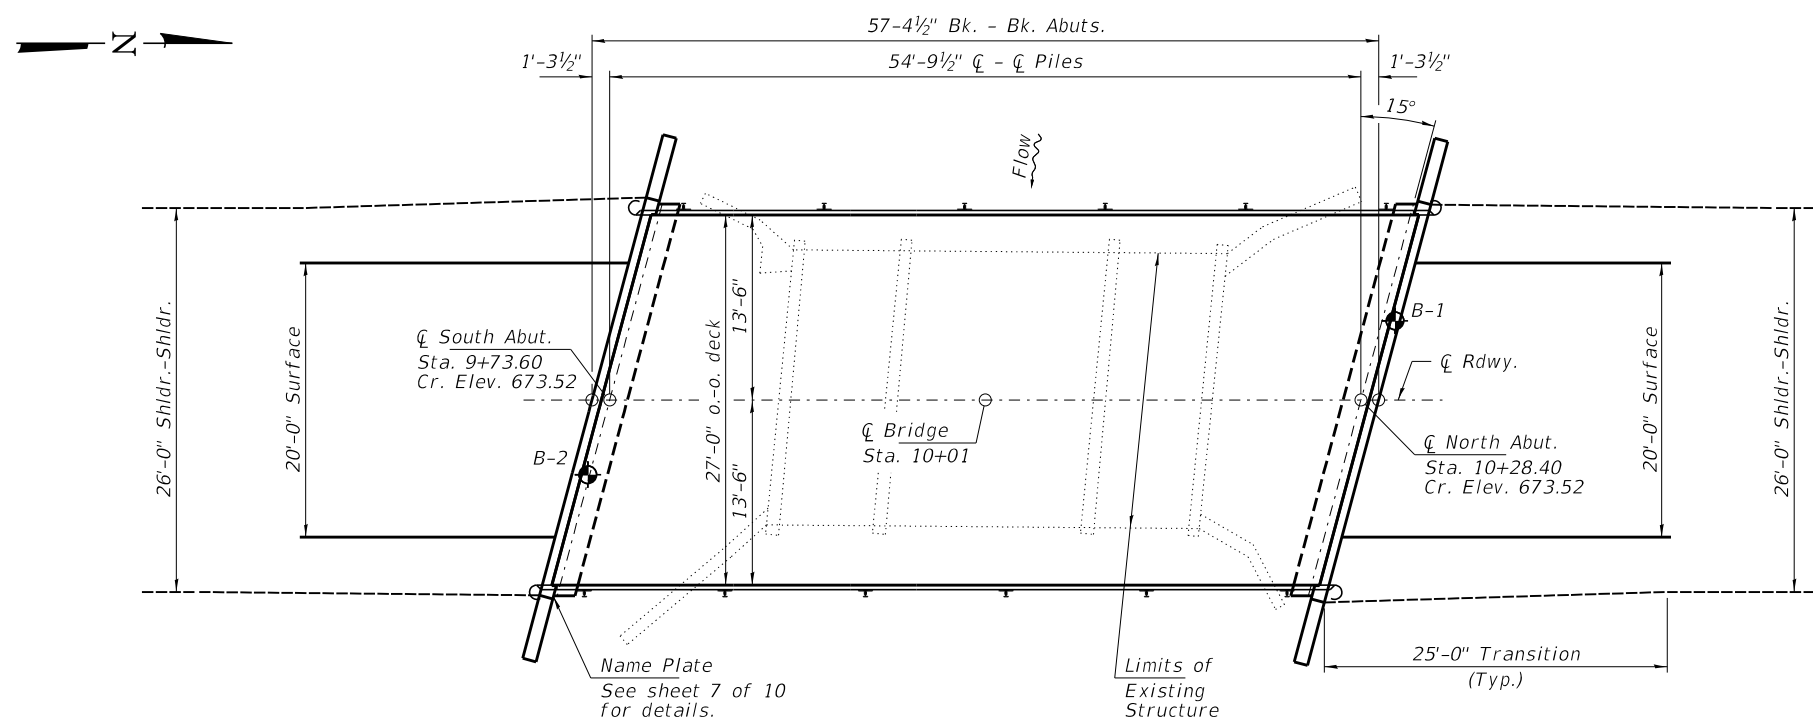 57-4½" Bk. - Bk. Abuts.
1'-3½"
54'-9½" ℄ - ℄ Piles
1'-3½"
N
15°
Flow
26'-0" Shldr.-Shldr.
20'-0" Surface
℄ South Abut.
Sta. 9+73.60
Cr. Elev. 673.52
B-2
27'-0" o.-o. deck
13'-6"
13'-6"
℄ Bridge
Sta. 10+01
B-1
℄ Rdwy.
℄ North Abut.
Sta. 10+28.40
Cr. Elev. 673.52
20'-0" Surface
26'-0" Shldr.-Shldr.
Name Plate
See sheet 7 of 10
for details.
Limits of
Existing
Structure
25'-0" Transition
(Typ.)